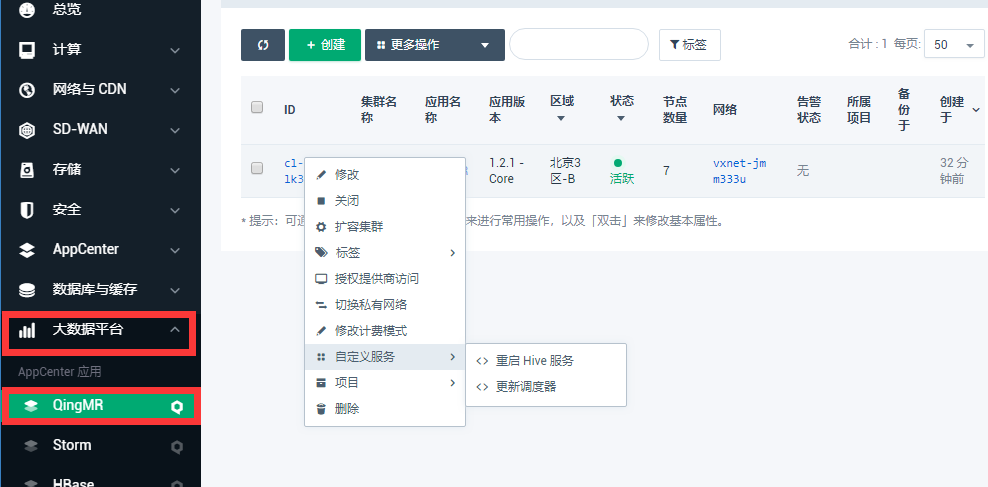 总览
计算
网络与 CDN
SD-WAN
存储
安全
AppCenter
数据库与缓存
大数据平台
AppCenter 应用
QingMR
Storm
HBase
创建
更多操作
标签
合计 : 1 每页: 50
ID
集群名称
应用名称
应用版本
区域
状态
节点数量
网络
告警状态
所属项目
备份于
创建于
cl-
1k3
1.2.1 -
Core
北京3
区-B
活跃
7
vxnet-jm
m333u
无
32 分
钟前
* 提示：可通
来进行常用操作，以及「双击」来修改基本属性。
修改
关闭
扩容集群
标签
授权提供商访问
切换私有网络
修改计费模式
自定义服务
项目
删除
重启 Hive 服务
更新调度器